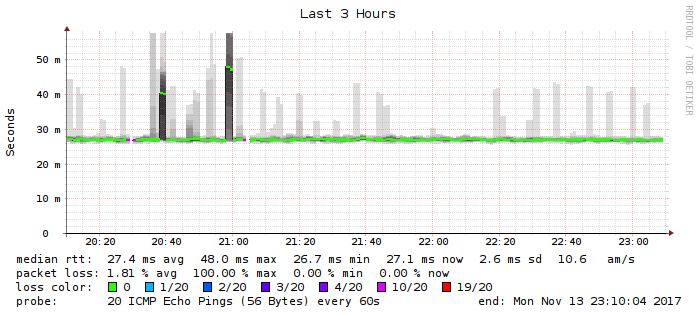 Last 3 Hours
RRDTOOL / TOBI OETIKER
Seconds
50 m
40 m
30 m
20 m
10 m
0
20:20 20:40 21:00 21:20 21:40 22:00 22:20 22:40 23:00
median rtt: 27.4 ms avg 48.0 ms max 26.7 ms min 27.1 ms now 2.6 ms sd 10.6 am/s
packet loss: 1.81 % avg 100.00 % max 0.00 % min 0.00 % now
loss color: 0 1/20 2/20 3/20 4/20 10/20 19/20
probe: 20 ICMP Echo Pings (56 Bytes) every 60s end: Mon Nov 13 23:10:04 2017